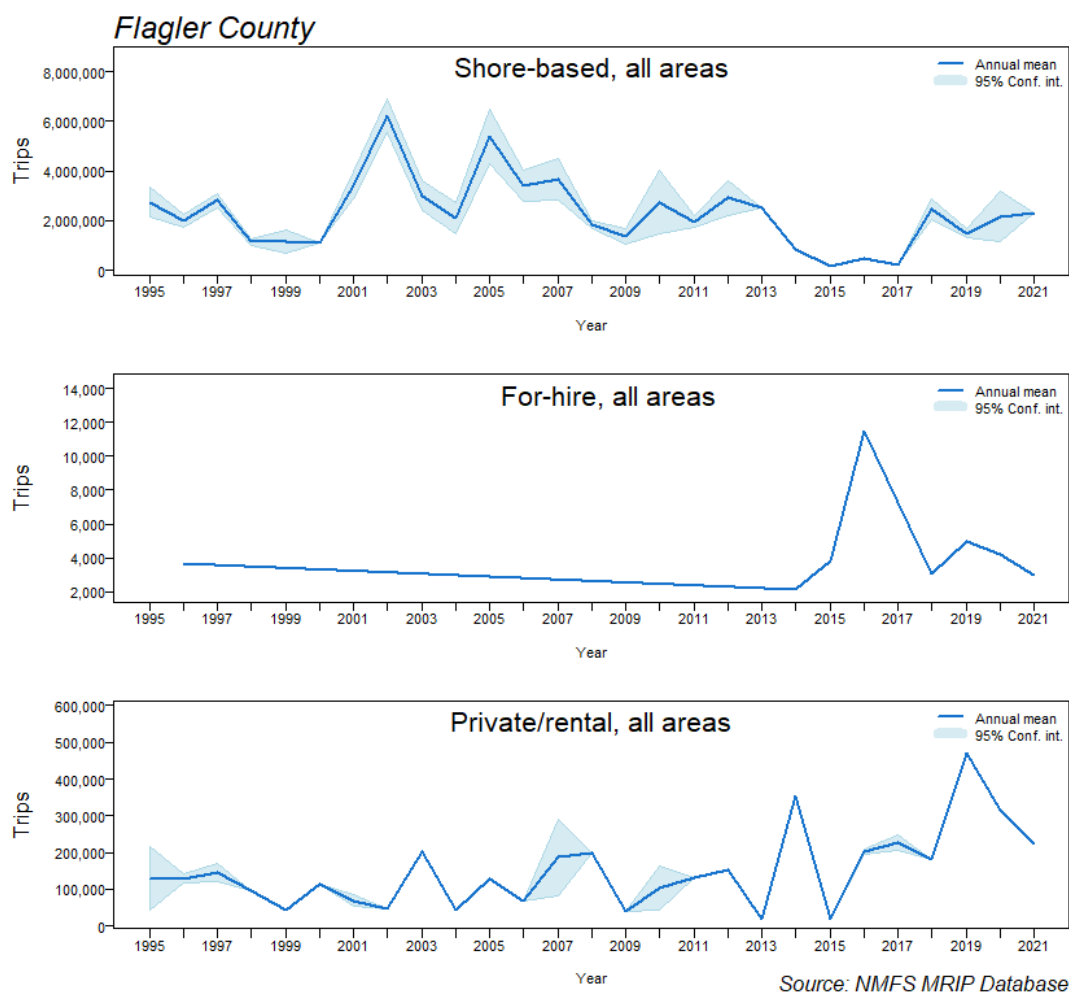 Flagler County
Shore-based, all areas
Annual mean
95% Conf. int.
Trips
8,000,000
6,000,000
4,000,000
2,000,000
0
1995 1997 1999 2001 2003 2005 2007 2009 2011 2013 2015 2017 2019 2021
Year
For-hire, all areas
Annual mean
95% Conf. int.
Trips
14,000
12,000
10,000
8,000
6,000
4,000
2,000
1995 1997 1999 2001 2003 2005 2007 2009 2011 2013 2015 2017 2019 2021
Year
Private/rental, all areas
Annual mean
95% Conf. int.
Trips
600,000
500,000
400,000
300,000
200,000
100,000
0
1995 1997 1999 2001 2003 2005 2007 2009 2011 2013 2015 2017 2019 2021
Year
Source: NMFS MRIP Database